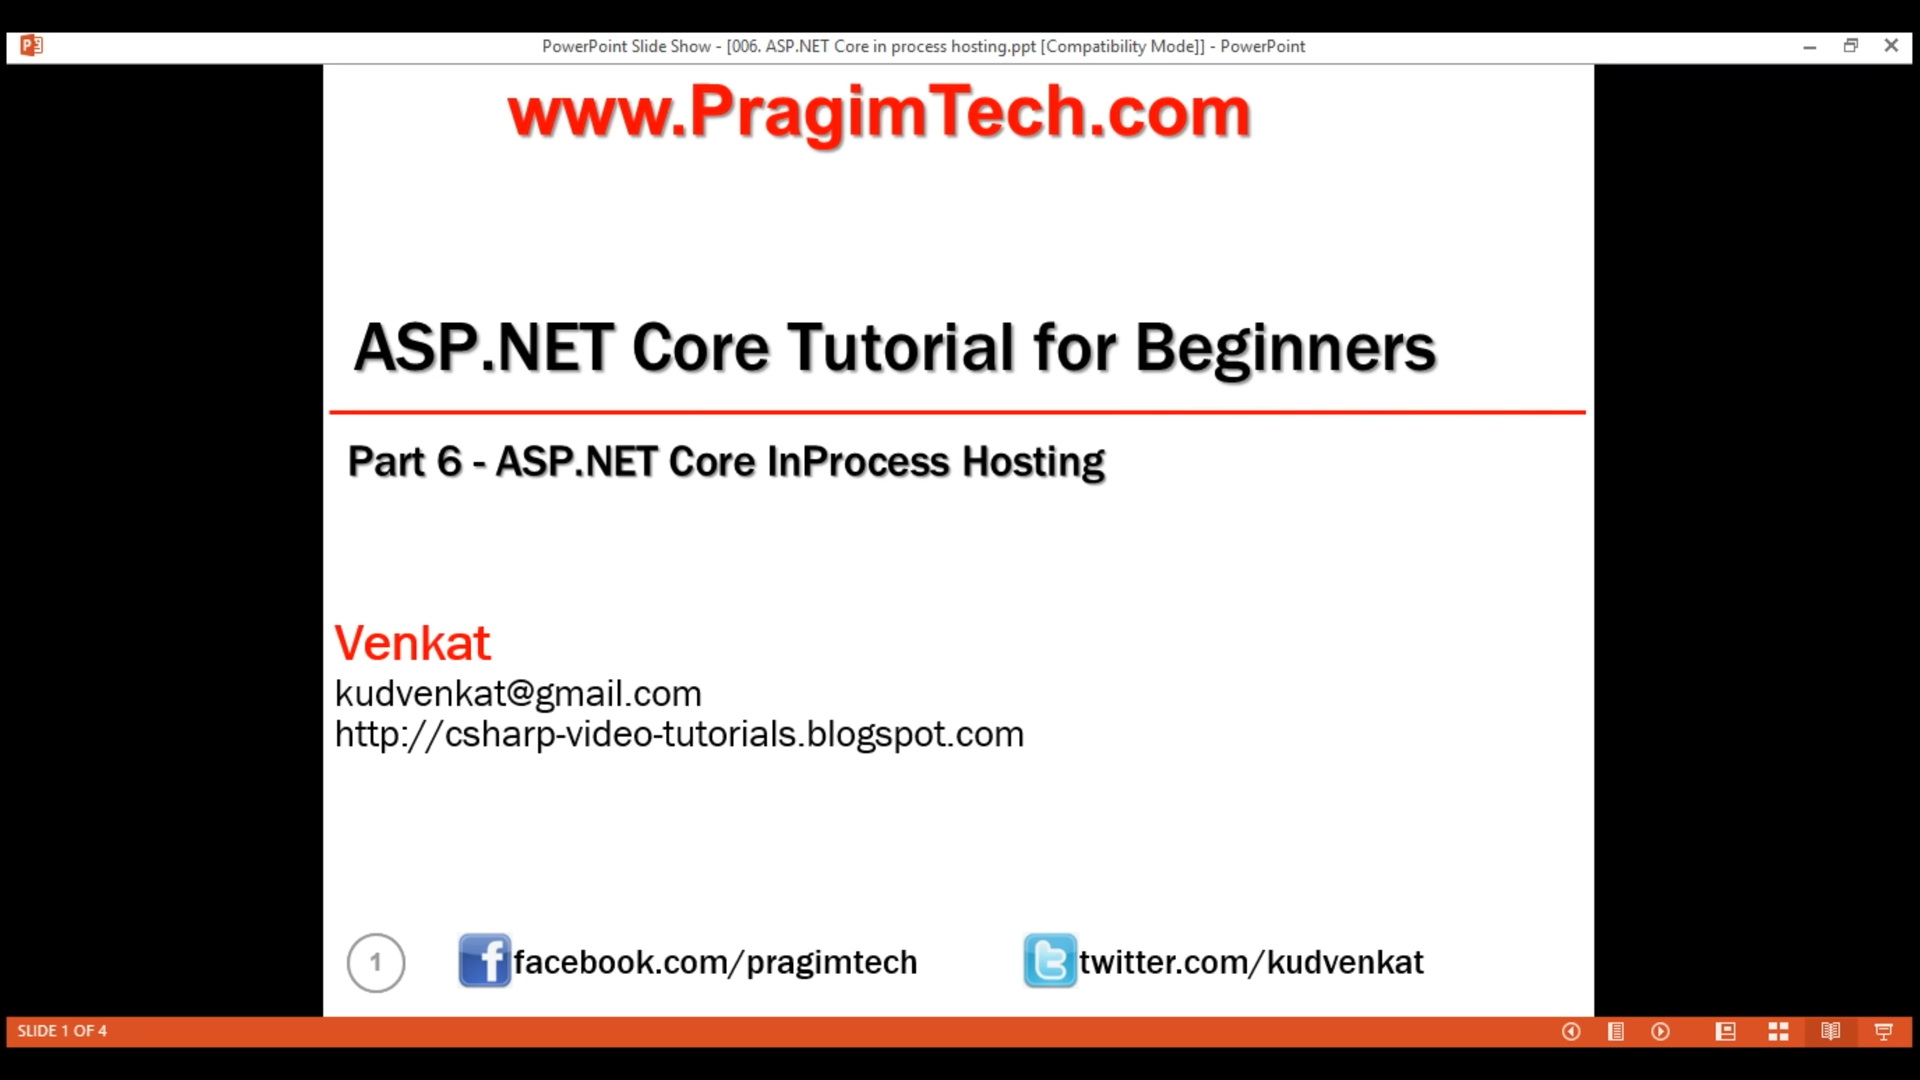 PowerPoint Slide Show - [006. ASP.NET Core in process hosting.ppt [Compatibility Mode]] - PowerPoint
www.PragimTech.com
ASP.NET Core Tutorial for Beginners
Part 6 - ASP.NET Core InProcess Hosting
Venkat
kudvenkat@gmail.com
http://csharp-video-tutorials.blogspot.com
1
facebook.com/pragimtech
twitter.com/kudvenkat
SLIDE 1 OF 4